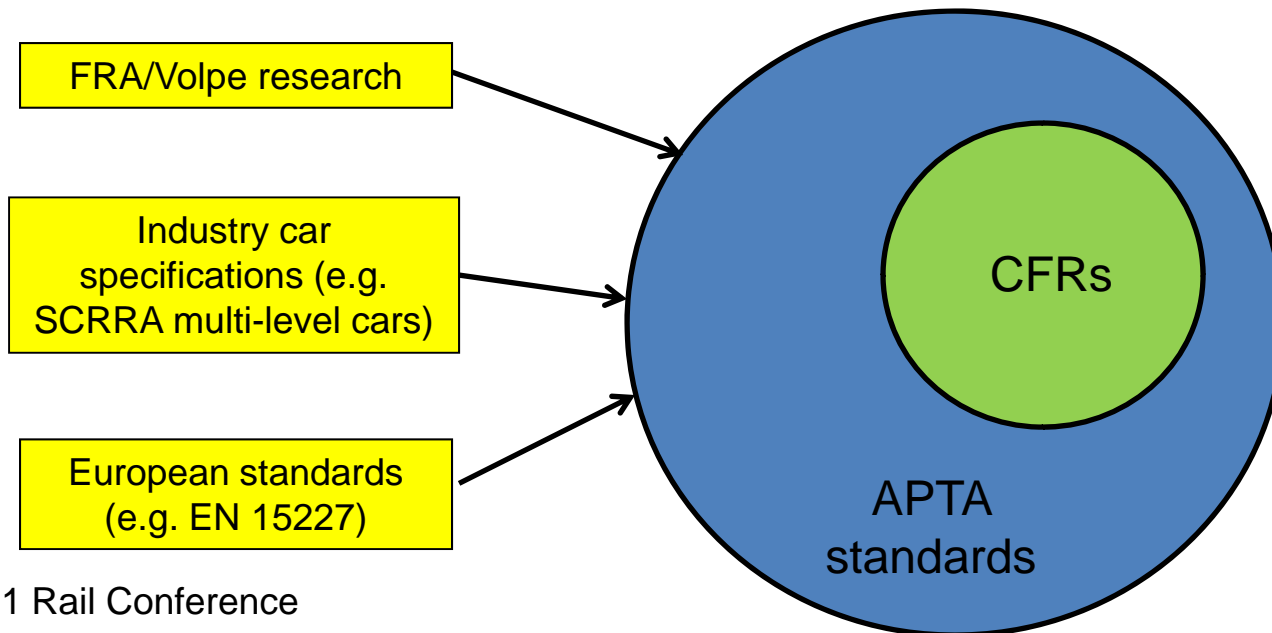 FRA/Volpe research
Industry car
specifications (e.g.
SCRRA multi-level cars)
European standards
(e.g. EN 15227)
CFRs
APTA
standards
1 Rail Conference